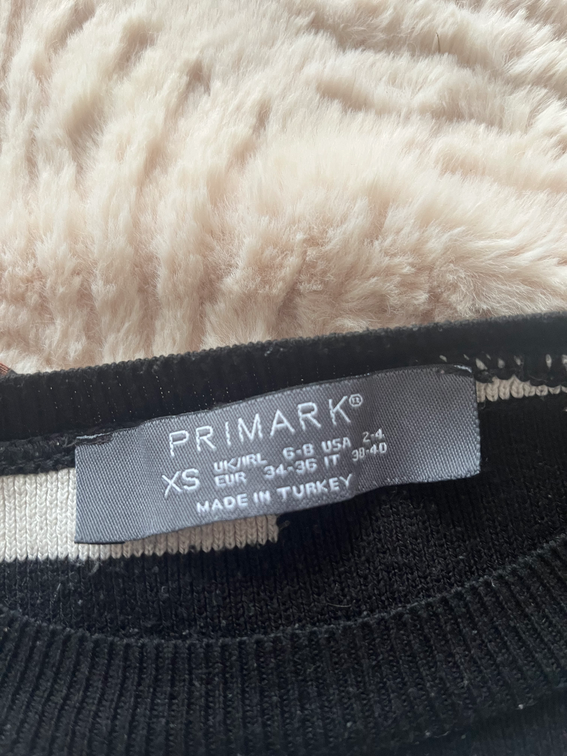 PRIMARK®
XS UK/IRL 6-8 USA 2-4
EUR 34-36 IT 38-40
MADE IN TURKEY